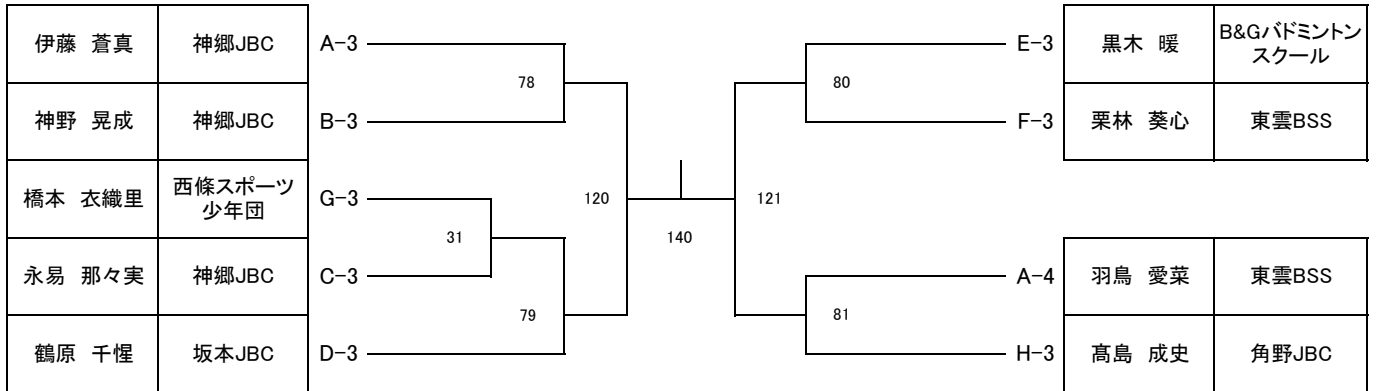 伊藤 蒼真 神郷JBC A-3
78
神野 晃成 神郷JBC B-3
橋本 衣織里 西條スポーツ
少年団 G-3
120
31
永易 那々実 神郷JBC C-3
79
鶴原 千惺 坂本JBC D-3
140
E-3 黒木 暖 B&Gバドミントン
スクール
80
F-3 栗林 葵心 東雲BSS
121
A-4 羽鳥 愛菜 東雲BSS
81
H-3 髙島 成史 角野JBC